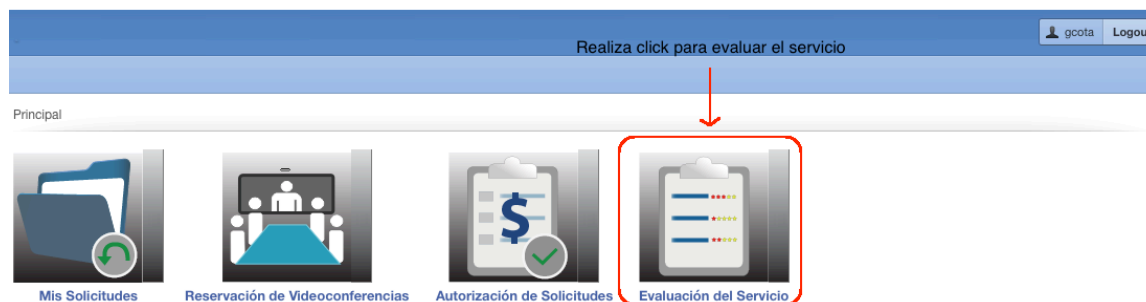 gcota Logou
Realiza click para evaluar el servicio
Principal
$
Mis Solicitudes
Reservación de Videoconferencias
Autorización de Solicitudes
Evaluación del Servicio